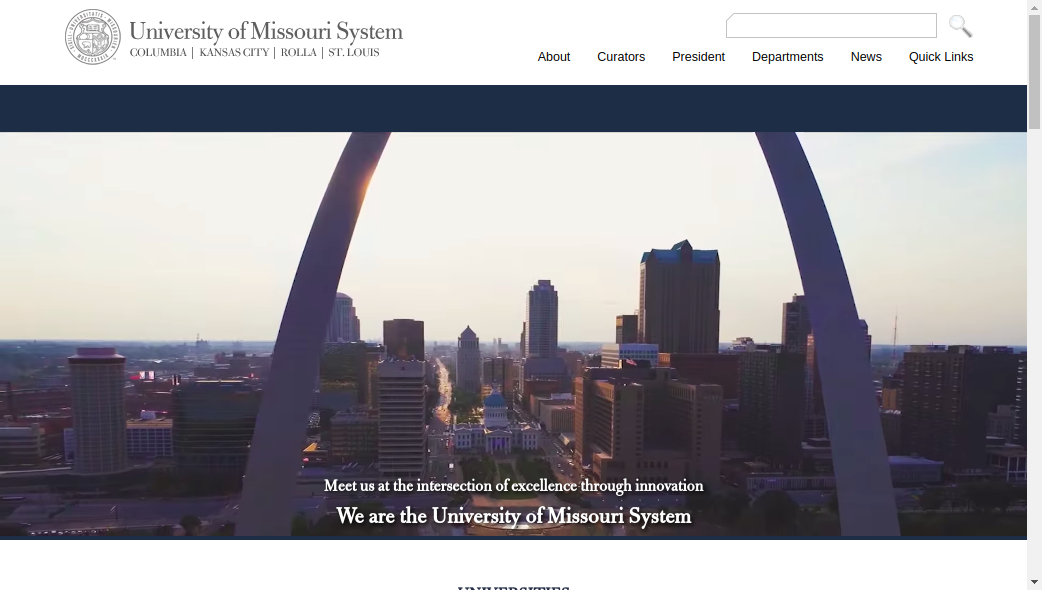 University of Missouri System
COLUMBIA | KANSAS CITY | ROLLA | ST. LOUIS
About
Curators
President
Departments
News
Quick Links
Meet us at the intersection of excellence through innovation
We are the University of Missouri System
UNIVERSITIES